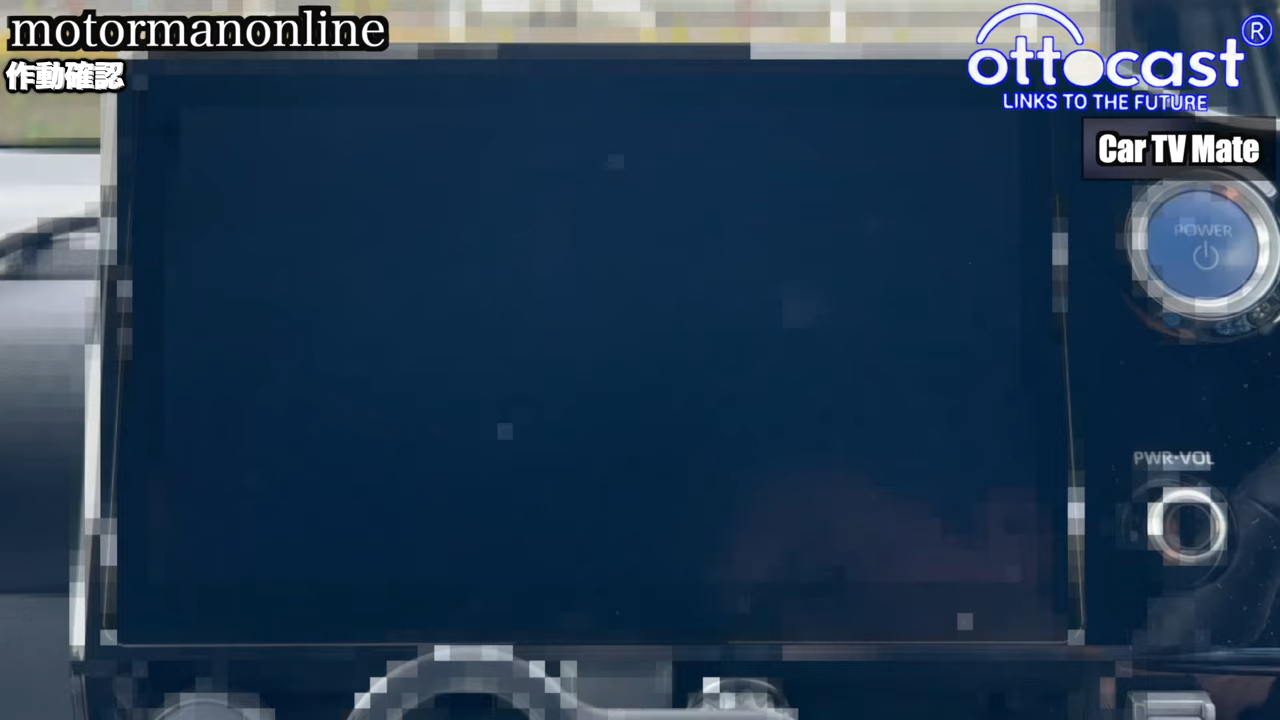 motormanonline
作動確認
ottocast®
LINKS TO THE FUTURE
Car TV Mate
POWER
PWR•VOL